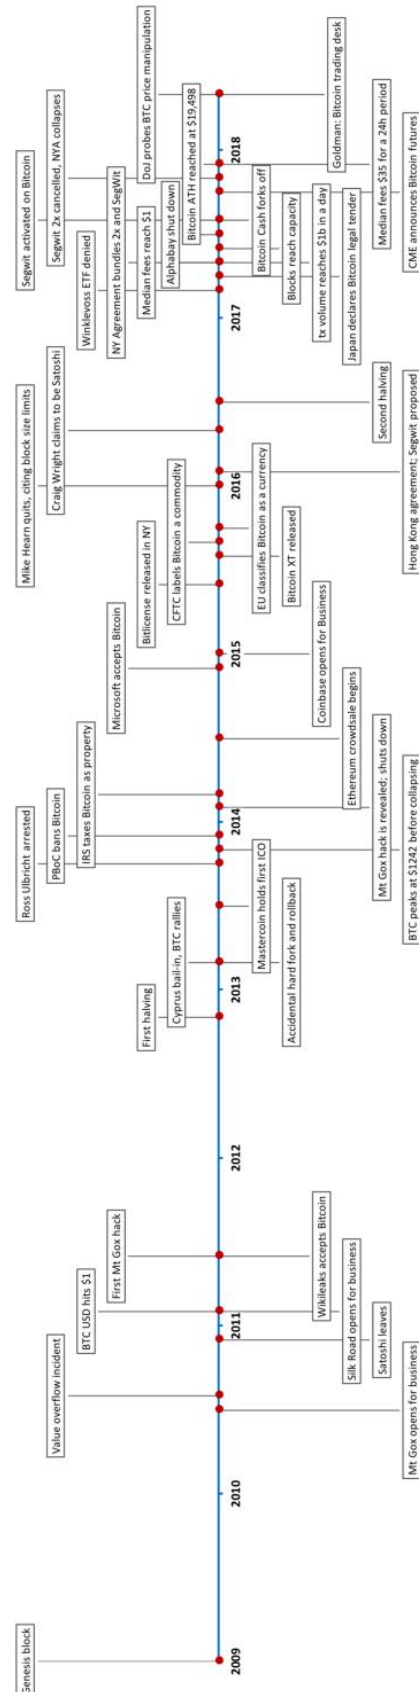 Genesis block
Ross Ulbricht arrested
Mike Hearn quits, citing block size limits
Segwit activated on Bitcoin
Value overflow incident
PBoC bans Bitcoin
Craig Wright claims to be Satoshi
Segwit 2x cancelled, NYA collapses
BTC USD hits $1
IRS taxes Bitcoin as property
Winklevoss ETF denied
First Mt Gox hack
Microsoft accepts Bitcoin
NY Agreement bundles 2x and SegWit
First halving
Bitlicense released in NY
Median fees reach $1
DoJ probes BTC price manipulation
Cyprus bail-in, BTC rallies
CFTC labels Bitcoin a commodity
Alphabay shut down
Bitcoin ATH reached at $19,498
2009
2010
2011
2012
2013
2014
2015
2016
2017
2018
Mastercoin holds first ICO
EU classifies Bitcoin as a currency
Bitcoin Cash forks off
Accidental hard fork and rollback
Bitcoin XT released
Blocks reach capacity
Wikileaks accepts Bitcoin
Coinbase opens for Business
tx volume reaches $1b in a day
Goldman: Bitcoin trading desk
Silk Road opens for business
Ethereum crowdsale begins
Japan declares Bitcoin legal tender
Satoshi leaves
Mt Gox hack is revealed; shuts down
Second halving
Median fees $35 for a 24h period
Mt Gox opens for business
BTC peaks at $1242 before collapsing
Hong Kong agreement; Segwit proposed
CME announces Bitcoin futures